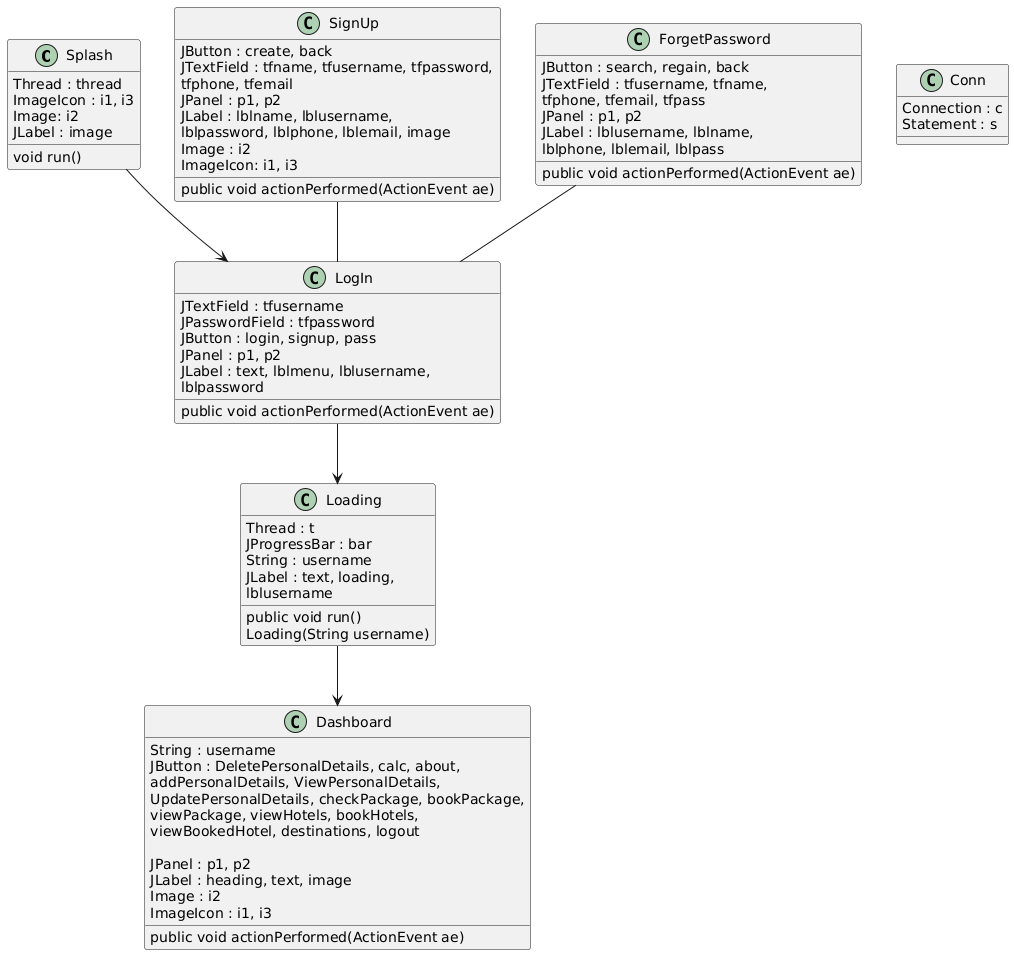 C Splash
Thread : thread
ImageIcon : i1, i3
Image: i2
JLabel : image
void run()
C SignUp
JButton : create, back
JTextField : tfname, tfusername, tfpassword,
tfphone, tfemail
JPanel : p1, p2
JLabel : lblname, lblusername,
lblpassword, lblphone, lblemail, image
Image : i2
ImageIcon: i1, i3
public void actionPerformed(ActionEvent ae)
C ForgetPassword
JButton : search, regain, back
JTextField : tfusername, tfname,
tfphone, tfemail, tfpass
JPanel : p1, p2
JLabel : lblusername, lblname,
lblphone, lblemail, lblpass
public void actionPerformed(ActionEvent ae)
C Conn
Connection : c
Statement : s
C LogIn
JTextField : tfusername
JPasswordField : tfpassword
JButton : login, signup, pass
JPanel : p1, p2
JLabel : text, lblmenu, lblusername,
lblpassword
public void actionPerformed(ActionEvent ae)
C Loading
Thread : t
JProgressBar : bar
String : username
JLabel : text, loading,
lblusername
public void run()
Loading(String username)
C Dashboard
String : username
JButton : DeletePersonalDetails, calc, about,
addPersonalDetails, ViewPersonalDetails,
UpdatePersonalDetails, checkPackage, bookPackage,
viewPackage, viewHotels, bookHotels,
viewBookedHotel, destinations, logout
JPanel : p1, p2
JLabel : heading, text, image
Image : i2
ImageIcon : i1, i3
public void actionPerformed(ActionEvent ae)